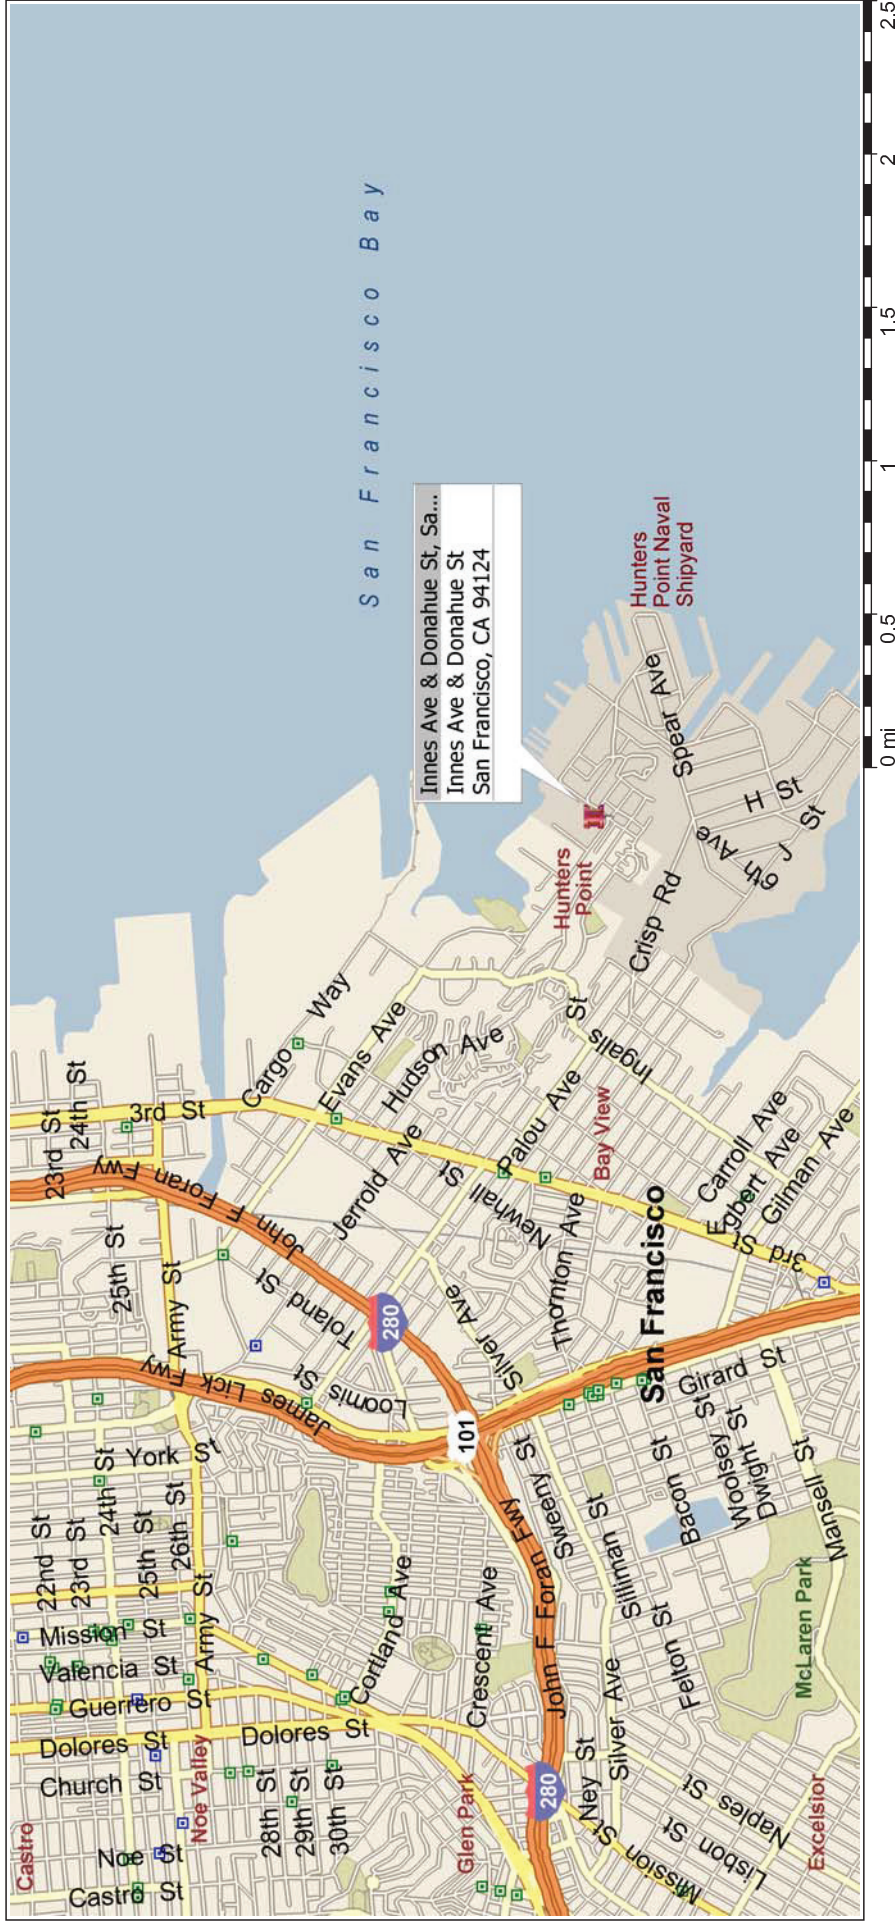 San Francisco Bay
Innes Ave & Donahue St, Sa...
Innes Ave & Donahue St
San Francisco, CA 94124
Hunters
Point Naval
Shipyard
Hunters
Point
Spear Ave
H St
J St
6th Ave
Crisp Rd
Cargo Way
Evans Ave
Hudson Ave
Ingalls St
23rd St
24th St
3rd St
Jerrold Ave
Palou Ave
Newhall St
Bay View
Carroll Ave
Egbert Ave
Gilman Ave
3rd St
John F Foran Fwy
25th St
Army St
Toland St
280
Silver Ave
Thornton Ave
San Francisco
James Lick Fwy
Loomis St
101
Girard St
York St
24th St
22nd St
23rd St
25th St
26th St
Sweeny St
Bacon St
Woolsey St
Dwight St
Mansell St
Mission St
Valencia St
Guerrero St
Dolores St
Church St
Army St
Dolores St
Cortland Ave
Crescent Ave
John F Foran Fwy
Silliman St
Felton St
McLaren Park
Castro
Noe St
Castro St
Noe Valley
28th St
29th St
30th St
Glen Park
280
Ney St
Silver Ave
Mission St
Lisbon St
Naples St
Excelsior
0 mi
0.5
1
1.5
2
2.5